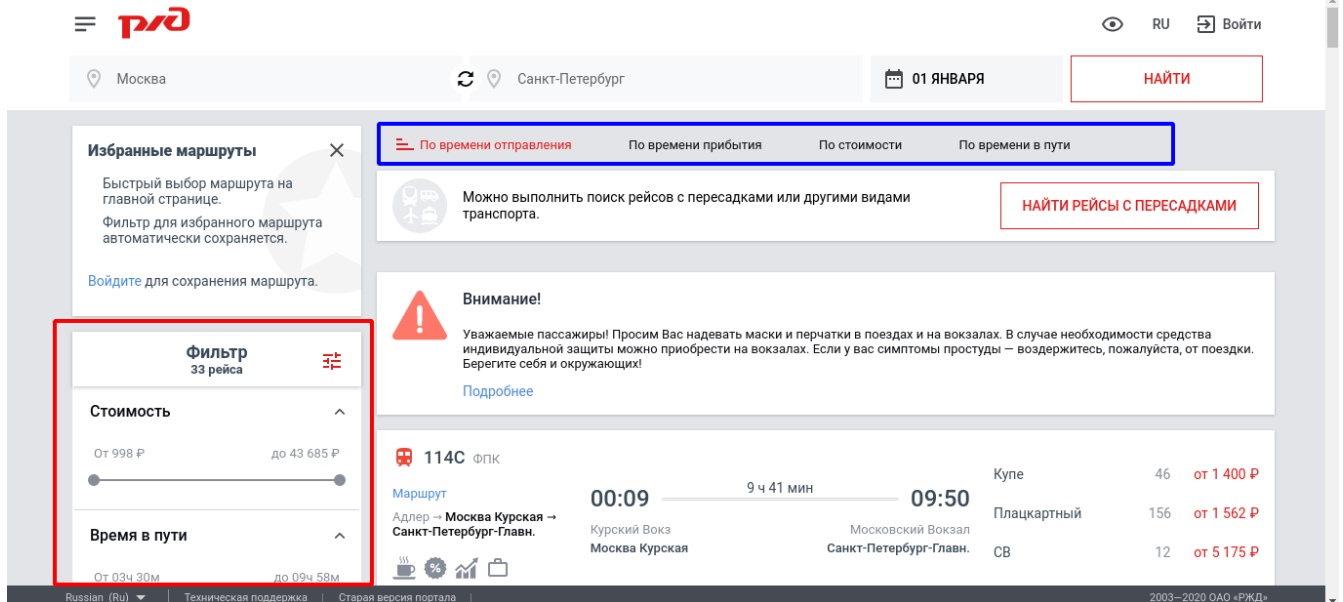 ржд
RU
Войти
Москва
Санкт-Петербург
01 ЯНВАРЯ
НАЙТИ
Избранные маршруты
Быстрый выбор маршрута на
главной странице.
Фильтр для избранного маршрута
автоматически сохраняется.
Войдите для сохранения маршрута.
По времени отправления
По времени прибытия
По стоимости
По времени в пути
Можно выполнить поиск рейсов с пересадками или другими видами
транспорта.
НАЙТИ РЕЙСЫ С ПЕРЕСАДКАМИ
Внимание!
Уважаемые пассажиры! Просим Вас надевать маски и перчатки в поездах и на вокзалах. В случае необходимости средства
индивидуальной защиты можно приобрести на вокзалах. Если у вас симптомы простуды — воздержитесь, пожалуйста, от поездки.
Берегите себя и окружающих!
Подробнее
Фильтр
33 рейса
Стоимость
От 998 ₽
до 43 685 ₽
Время в пути
От 03ч 30м
до 09ч 58м
114С ФПК
Маршрут
Адлер → Москва Курская →
Санкт-Петербург-Главн.
00:09
9 ч 41 мин
09:50
Курский Вокз
Москва Курская
Московский Вокзал
Санкт-Петербург-Главн.
Купе 46 от 1 400 ₽
Плацкартный 156 от 1 562 ₽
СВ 12 от 5 175 ₽
Russian (Ru)
Техническая поддержка
Старая версия портала
2003—2020 ОАО «РЖД»